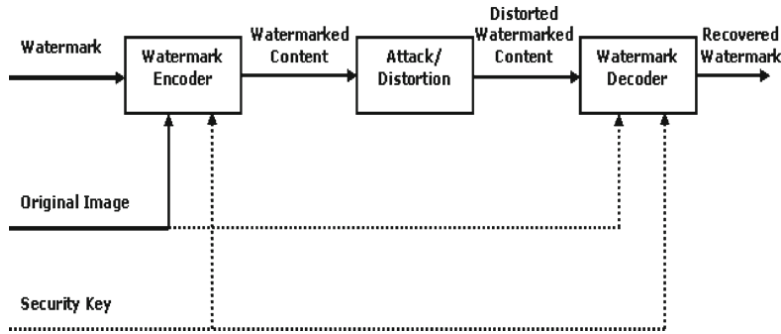 Watermark
Watermark
Encoder
Watermarked
Content
Attack/
Distortion
Distorted
Watermarked
Content
Watermark
Decoder
Recovered
Watermark
Original Image
Security Key